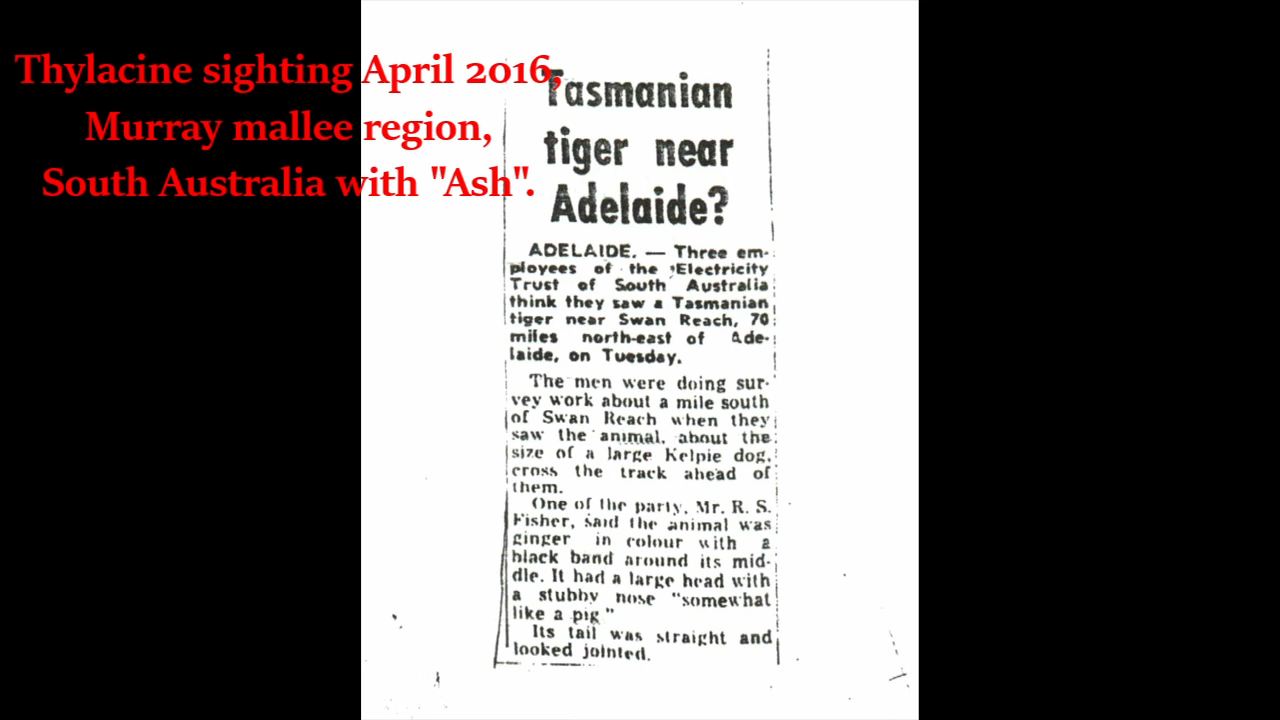 Thylacine sighting April 2016,
Murray mallee region,
South Australia with "Ash".
Tasmanian
tiger near
Adelaide?
ADELAIDE. — Three em-
ployees of the Electricity
Trust of South Australia
think they saw a Tasmanian
tiger near Swan Reach, 70
miles north-east of Ade-
laide, on Tuesday.
The men were doing sur-
vey work about a mile south
of Swan Reach when they
saw the animal, about the
size of a large Kelpie dog,
cross the track ahead of
them.
One of the party, Mr. R. S.
Fisher, said the animal was
ginger in colour with a
black band around its mid-
dle. It had a large head with
a stubby nose "somewhat
like a pig."
Its tail was straight and
looked jointed.